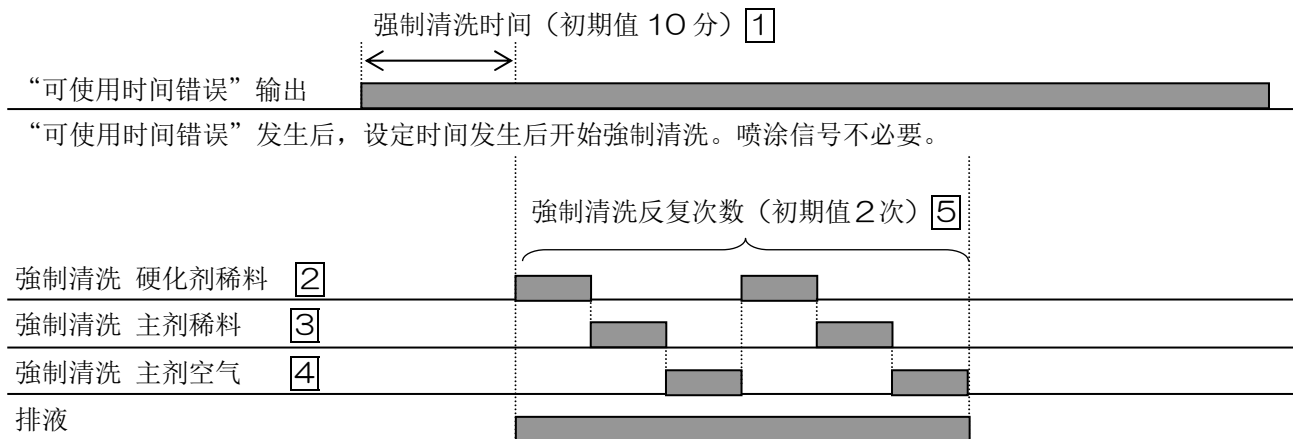 强制清洗时间（初期值 10 分）1
“可使用时间错误”输出
“可使用时间错误”发生后，设定时间发生后开始強制清洗。喷涂信号不必要。
強制清洗反复次数（初期值2次）5
強制清洗 硬化剂稀料 2
強制清洗 主剂稀料 3
強制清洗 主剂空气 4
排液